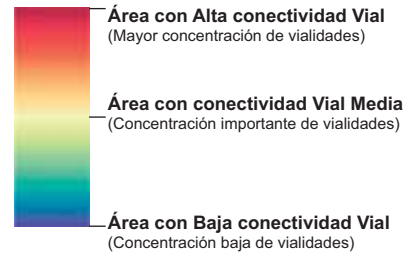 Área con Alta conectividad Vial
(Mayor concentración de vialidades)
Área con conectividad Vial Media
(Concentración importante de vialidades)
Área con Baja conectividad Vial
(Concentración baja de vialidades)